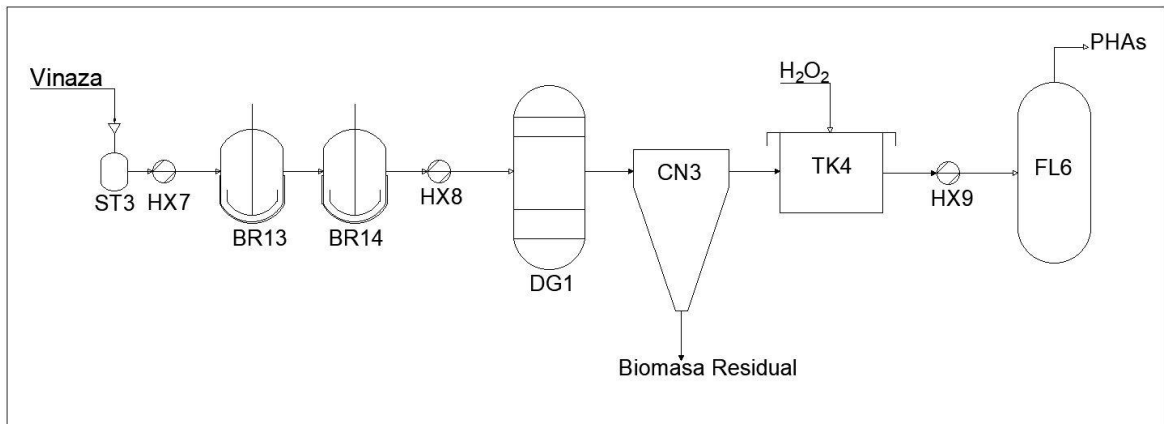 Vinaza
ST3
HX7
BR13
BR14
HX8
DG1
CN3
Biomasa Residual
H₂O₂
TK4
HX9
FL6
PHAs